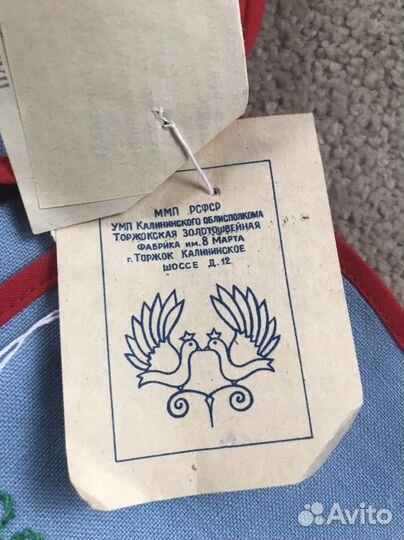 ММП РСФСР
УМП Калининского облисполкома
Торжокская золотошвейная
фабрика им. 8 Марта
г. Торжок Калининское
шоссе д. 12
Avito